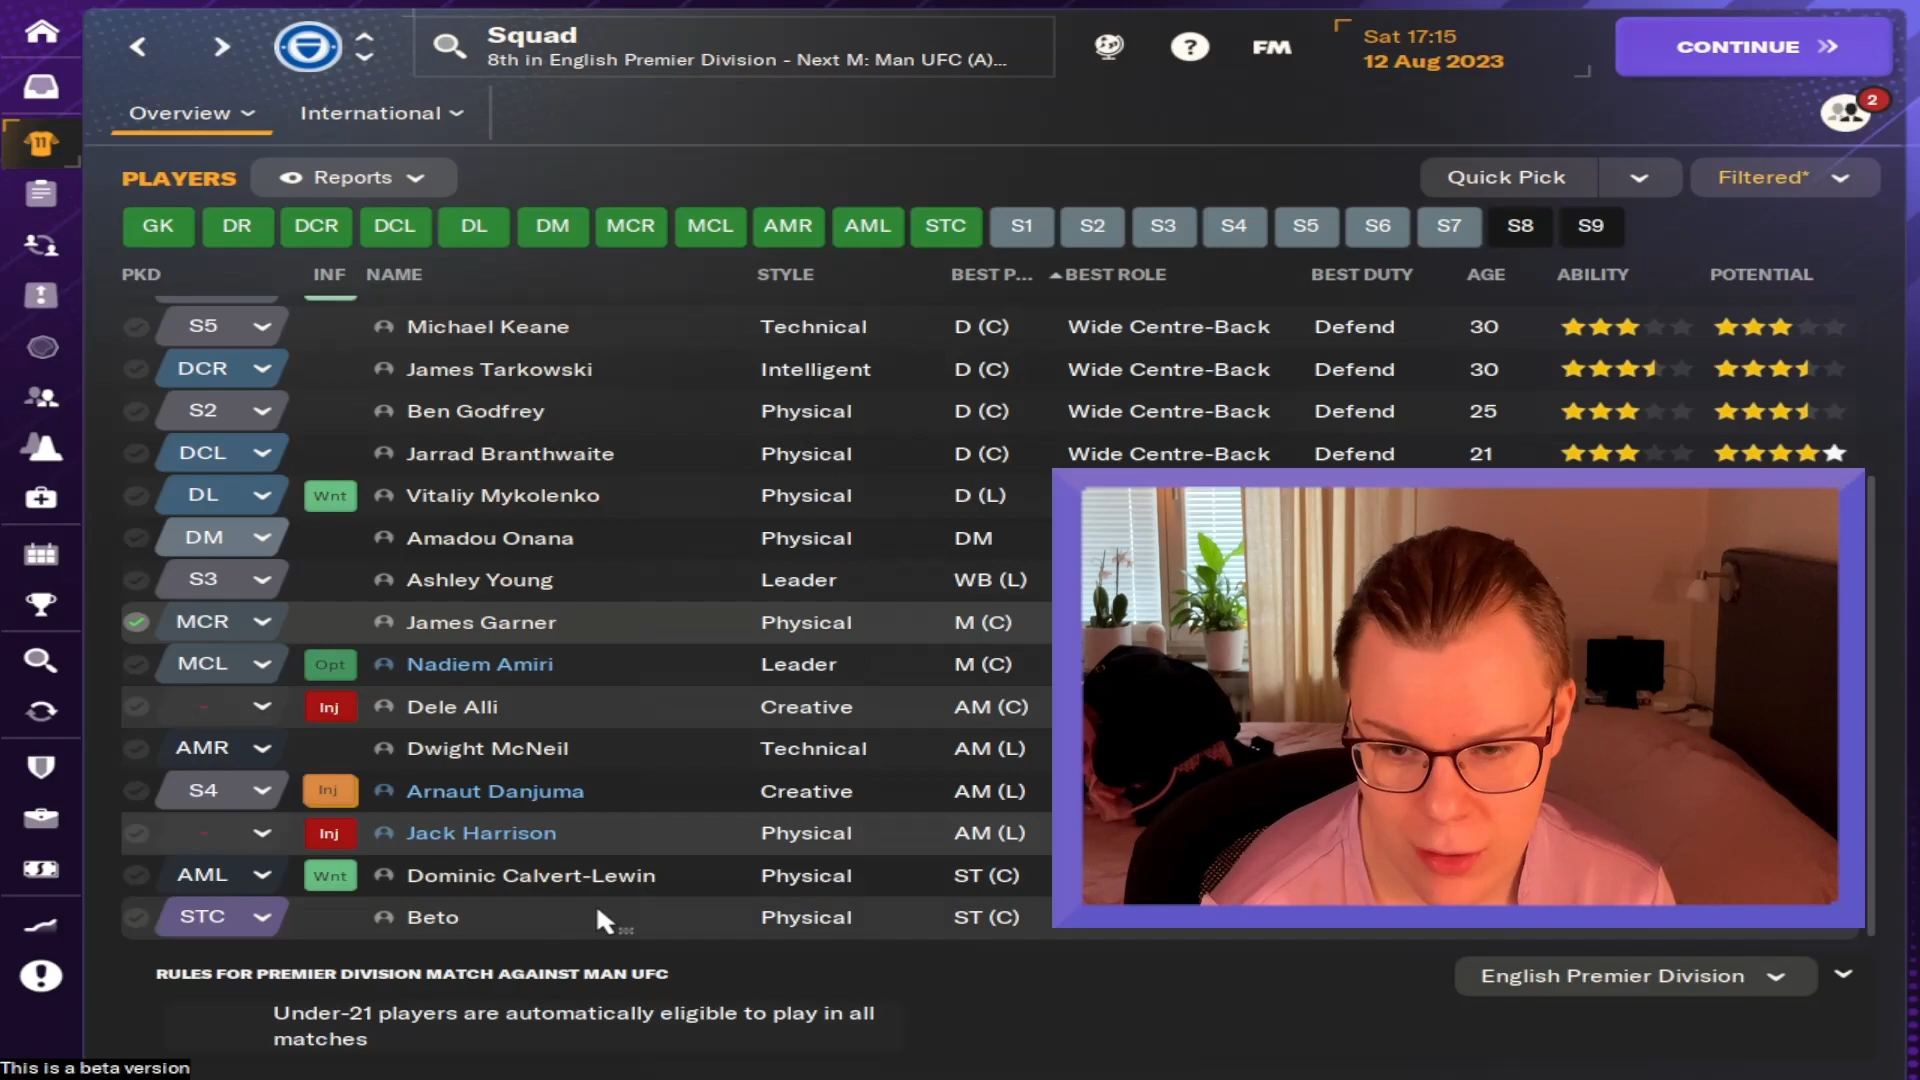 Squad
8th in English Premier Division - Next M: Man UFC (A)...
FM
Sat 17:15
12 Aug 2023
CONTINUE
2
11
Overview
International
PLAYERS
Reports
Quick Pick
Filtered*
GK DR DCR DCL DL DM MCR MCL AMR AML STC S1 S2 S3 S4 S5 S6 S7 S8 S9
PKD INF NAME STYLE BEST P... BEST ROLE BEST DUTY AGE ABILITY POTENTIAL
S5 Michael Keane Technical D (C) Wide Centre-Back Defend 30
DCR James Tarkowski Intelligent D (C) Wide Centre-Back Defend 30
S2 Ben Godfrey Physical D (C) Wide Centre-Back Defend 25
DCL Jarrad Branthwaite Physical D (C) Wide Centre-Back Defend 21
DL Wnt Vitaliy Mykolenko Physical D (L)
DM Amadou Onana Physical DM
S3 Ashley Young Leader WB (L)
MCR James Garner Physical M (C)
MCL Opt Nadiem Amiri Leader M (C)
- Inj Dele Alli Creative AM (C)
AMR Dwight McNeil Technical AM (L)
S4 Inj Arnaut Danjuma Creative AM (L)
- Inj Jack Harrison Physical AM (L)
AML Wnt Dominic Calvert-Lewin Physical ST (C)
STC Beto Physical ST (C)
RULES FOR PREMIER DIVISION MATCH AGAINST MAN UFC
English Premier Division
Under-21 players are automatically eligible to play in all
matches
This is a beta version